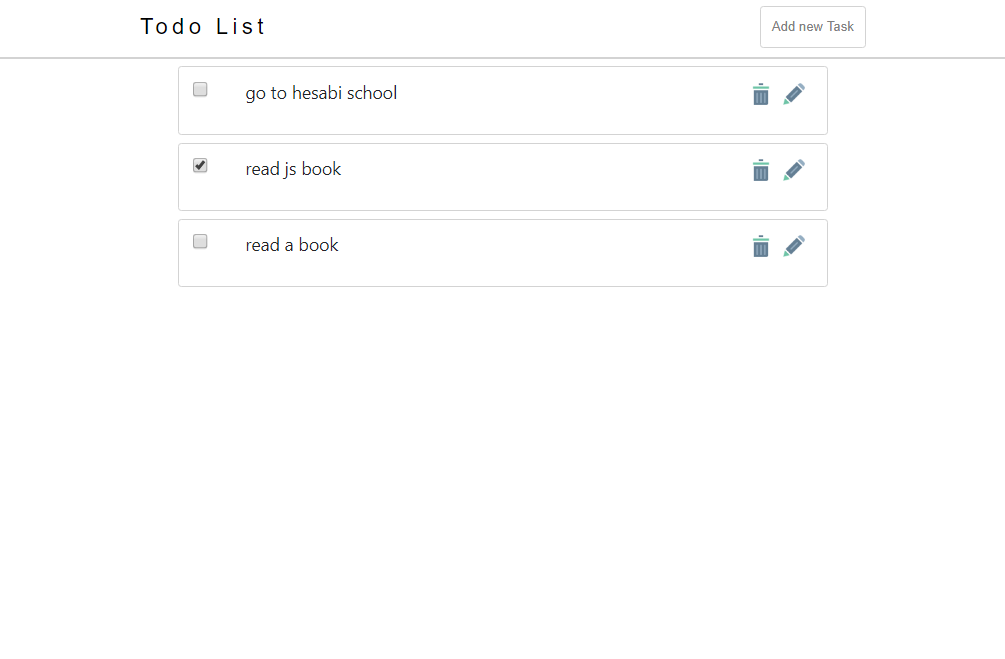 Todo List
Add new Task
go to hesabi school
read js book
read a book